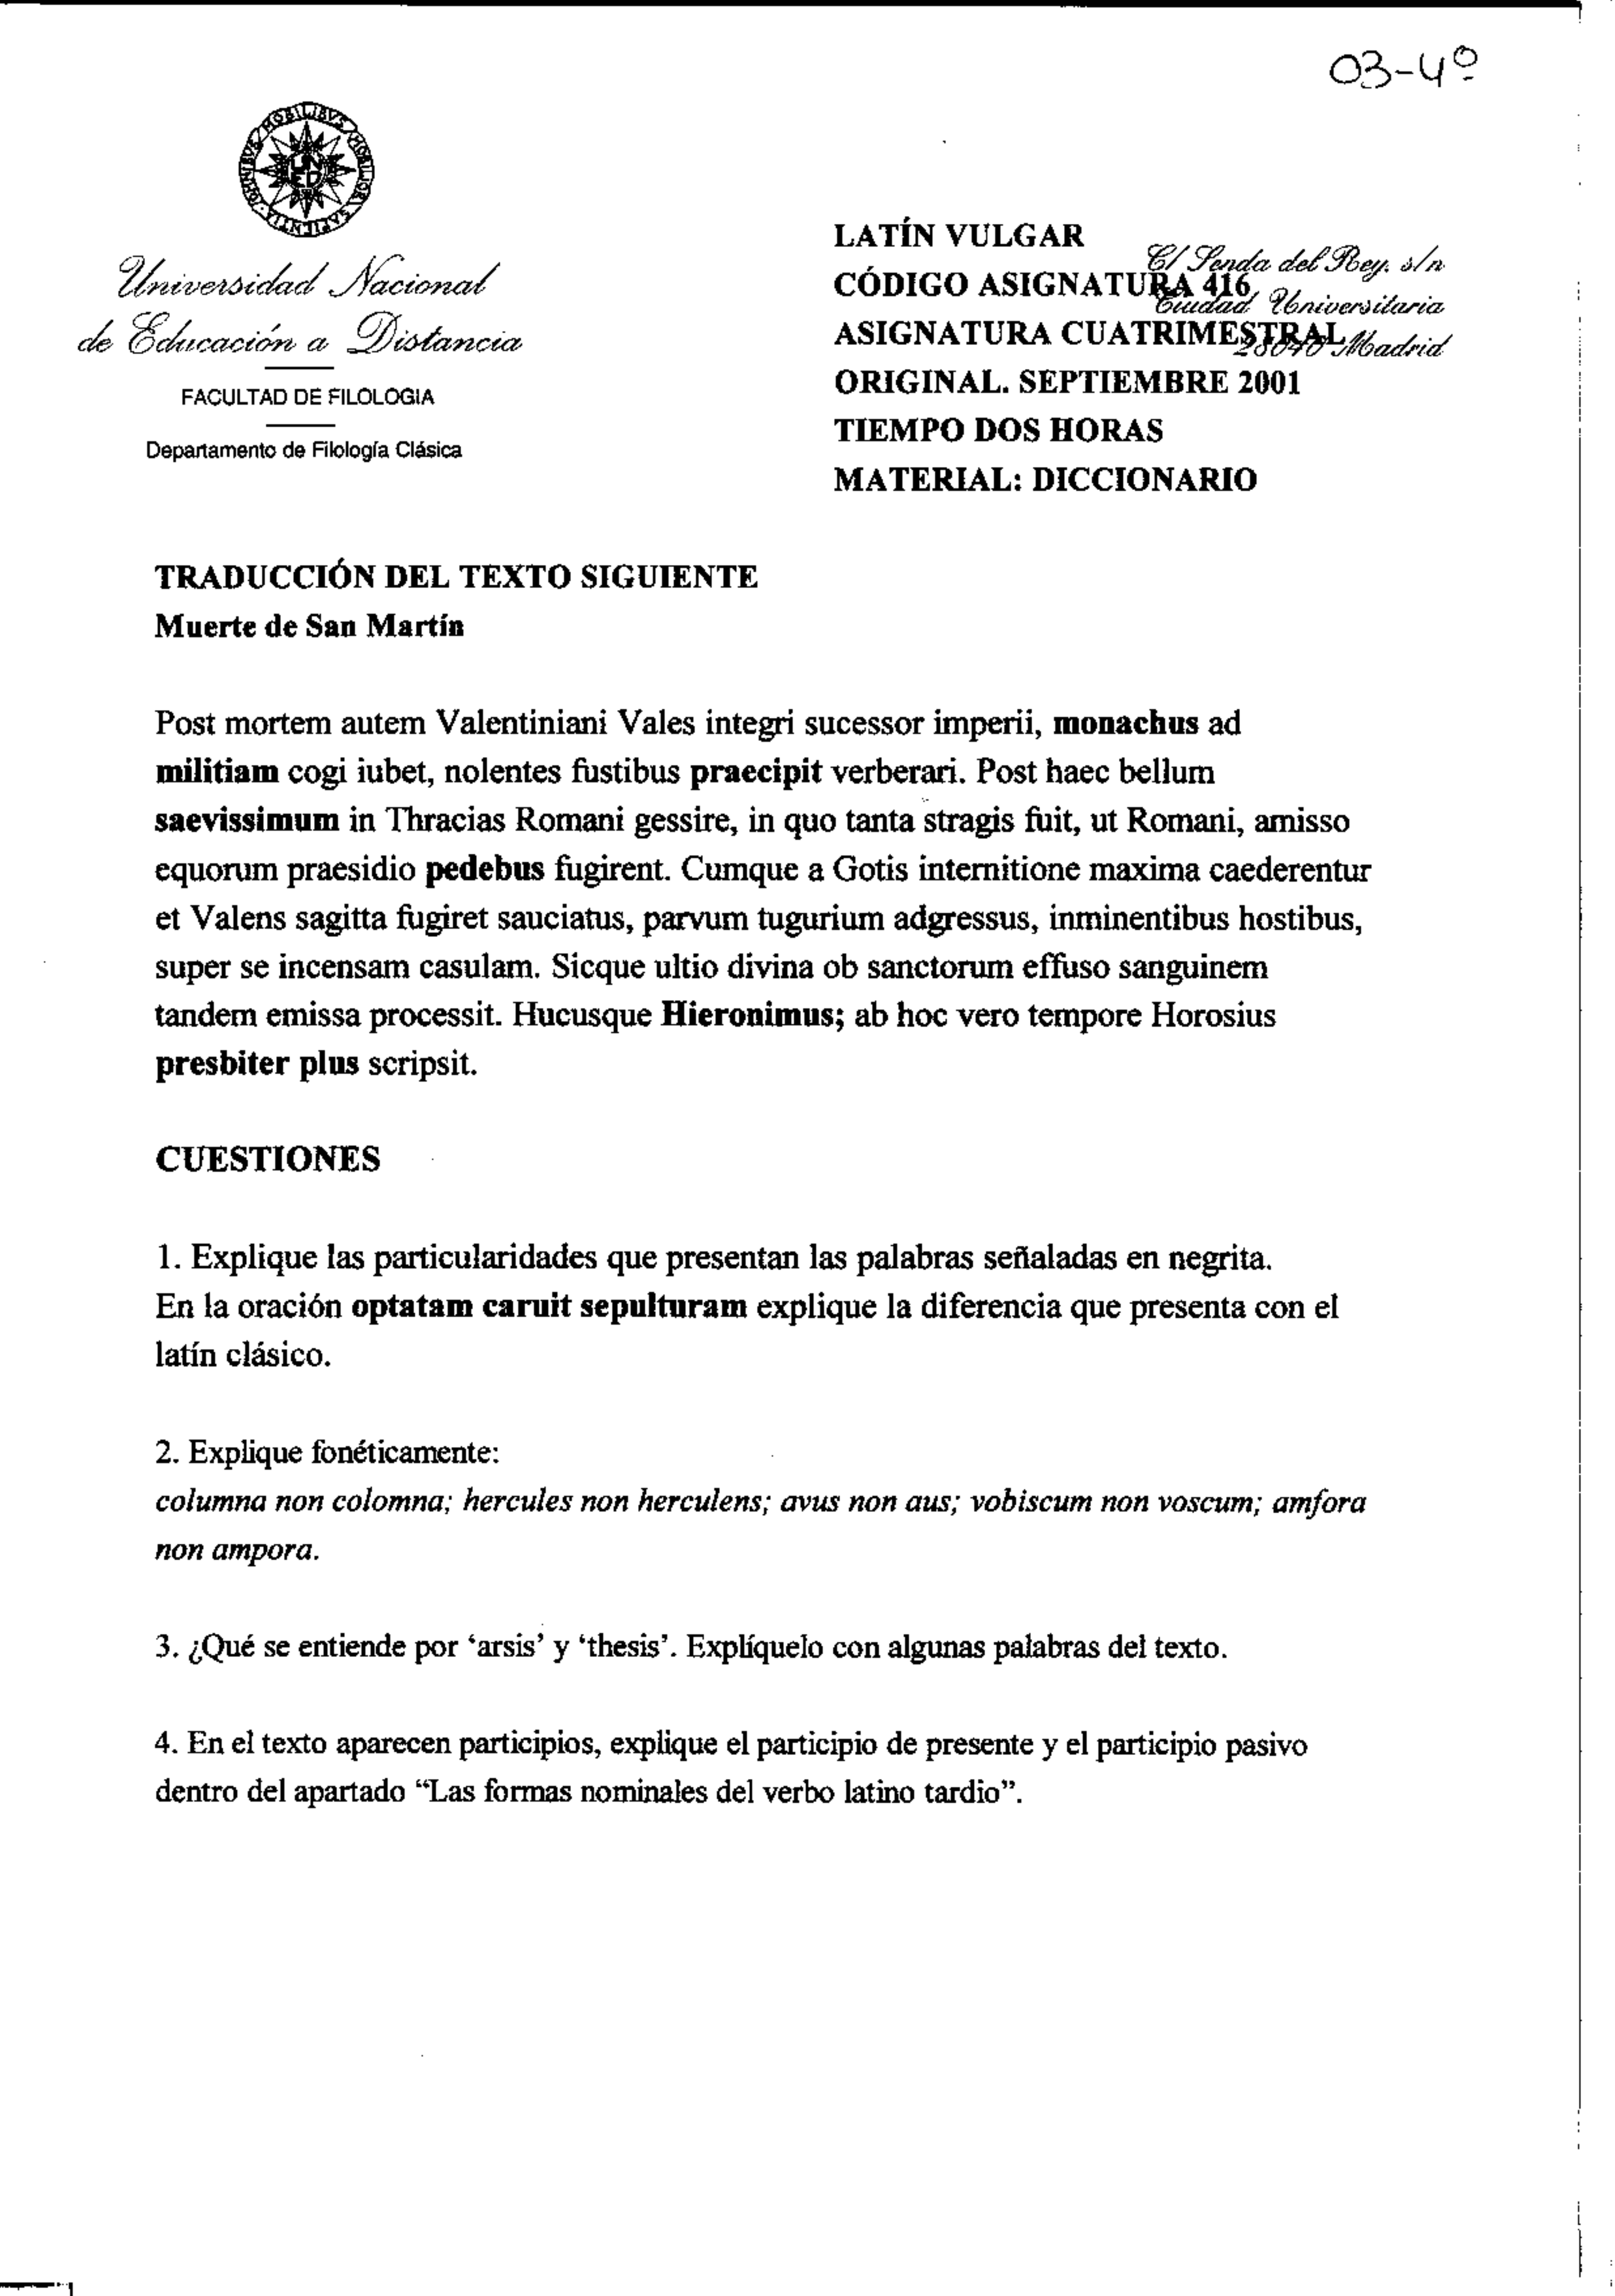 03-4º
OMNIBVS MOBILIBVS MOBILIOR SAPIENTIA
UNED
Universidad Nacional
de Educación a Distancia
FACULTAD DE FILOLOGIA
Departamento de Filología Clásica
LATÍN VULGAR
C/ Senda del Rey, s/n
CÓDIGO ASIGNATURA 416
Ciudad Universitaria
ASIGNATURA CUATRIMESTRAL
28040 Madrid
ORIGINAL. SEPTIEMBRE 2001
TIEMPO DOS HORAS
MATERIAL: DICCIONARIO
TRADUCCIÓN DEL TEXTO SIGUIENTE
Muerte de San Martín
Post mortem autem Valentiniani Vales integri sucessor imperii, monachus ad
militiam cogi iubet, nolentes fustibus praecipit verberari. Post haec bellum
saevissimum in Thracias Romani gessire, in quo tanta stragis fuit, ut Romani, amisso
equorum praesidio pedebus fugirent. Cumque a Gotis internitione maxima caederentur
et Valens sagitta fugiret sauciatus, parvum tugurium adgressus, inminentibus hostibus,
super se incensam casulam. Sicque ultio divina ob sanctorum effuso sanguinem
tandem emissa processit. Hucusque Hieronimus; ab hoc vero tempore Horosius
presbiter plus scripsit.
CUESTIONES
1. Explique las particularidades que presentan las palabras señaladas en negrita.
En la oración optatam caruit sepulturam explique la diferencia que presenta con el
latín clásico.
2. Explique fonéticamente:
columna non colomna; hercules non herculens; avus non aus; vobiscum non voscum; amfora
non ampora.
3. ¿Qué se entiende por ‘arsis’ y ‘thesis’. Explíquelo con algunas palabras del texto.
4. En el texto aparecen participios, explique el participio de presente y el participio pasivo
dentro del apartado “Las formas nominales del verbo latino tardio”.